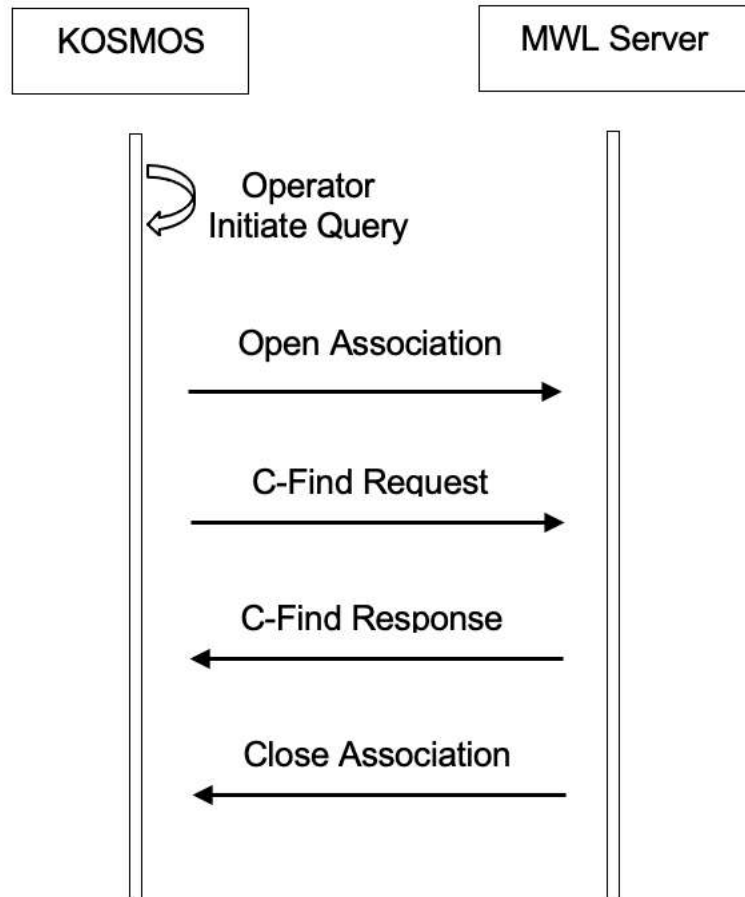 KOSMOS
MWL Server
Operator
Initiate Query
Open Association
C-Find Request
C-Find Response
Close Association